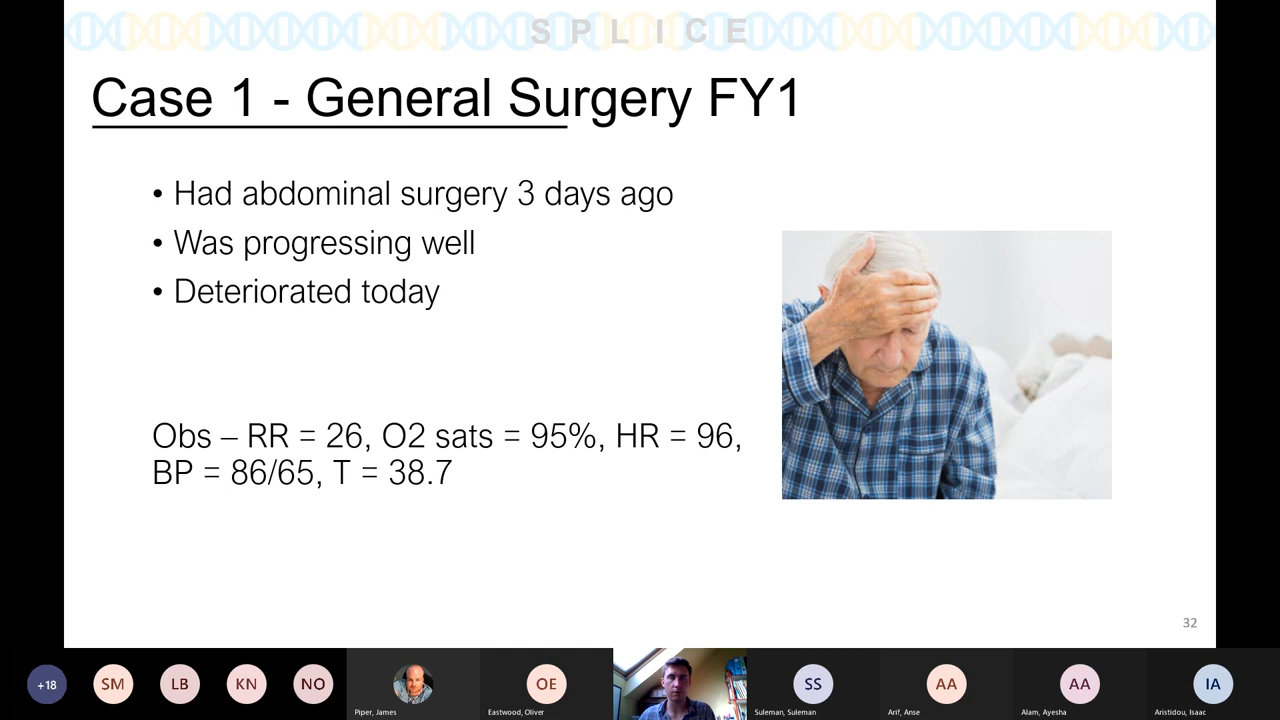 S P L I C E
Case 1 - General Surgery FY1
• Had abdominal surgery 3 days ago
• Was progressing well
• Deteriorated today
Obs – RR = 26, O2 sats = 95%, HR = 96,
BP = 86/65, T = 38.7
32
+18
SM
LB
KN
NO
Piper, James
OE
Eastwood, Oliver
SS
Suleman, Suleman
AA
Arif, Anse
AA
Alam, Ayesha
IA
Aristidou, Isaac